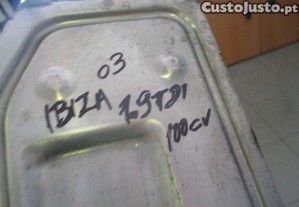 CustoJusto.pt
03
IBIZA 1.9TDI
100cv